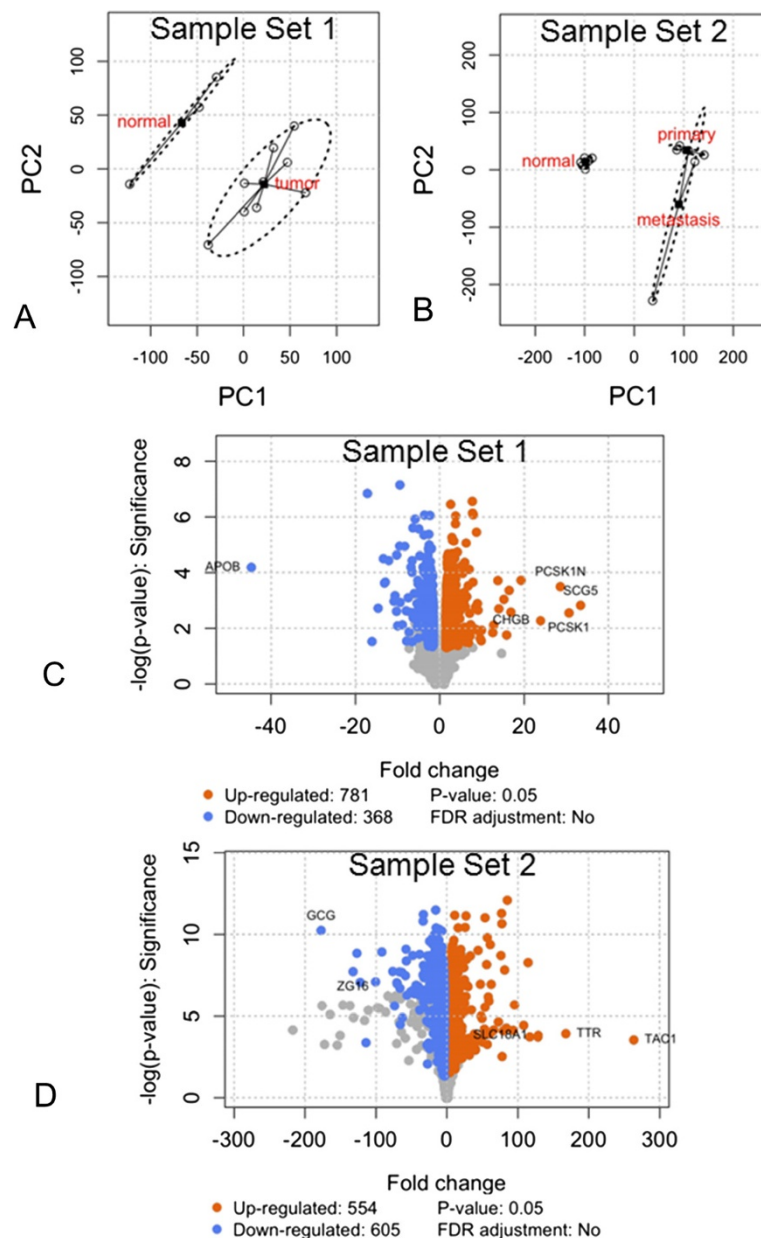 Sample Set 1
PC2
100
50
0
-50
-100
normal
tumor
-100
-50
0
50
100
PC1
A
Sample Set 2
200
100
0
-100
-200
normal
primary
metastasis
-200
-100
0
100
200
PC1
B
Sample Set 1
-log(p-value): Significance
8
6
4
2
0
APOB
PCSK1N
SCG5
CHGB
PCSK1
-40
-20
0
20
40
Fold change
C
Up-regulated: 781 P-value: 0.05
Down-regulated: 368 FDR adjustment: No
Sample Set 2
-log(p-value): Significance
15
10
5
0
GCG
ZG16
SLC18A1
TTR
TAC1
-300
-200
-100
0
100
200
300
Fold change
D
Up-regulated: 554 P-value: 0.05
Down-regulated: 605 FDR adjustment: No